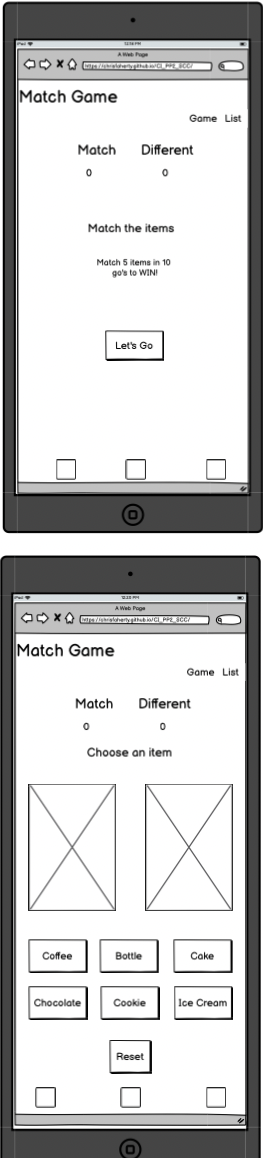 iPad
12:16 PM
A Web Page
https://chrisfaherty.github.io/CI_PP2_SCC/
Match Game
Game List
Match Different
0 0
Match the items
Match 5 items in 10
go's to WIN!
Let's Go
iPad
12:20 PM
A Web Page
https://chrisfaherty.github.io/CI_PP2_SCC/
Match Game
Game List
Match Different
0 0
Choose an item
Coffee Bottle Cake
Chocolate Cookie Ice Cream
Reset